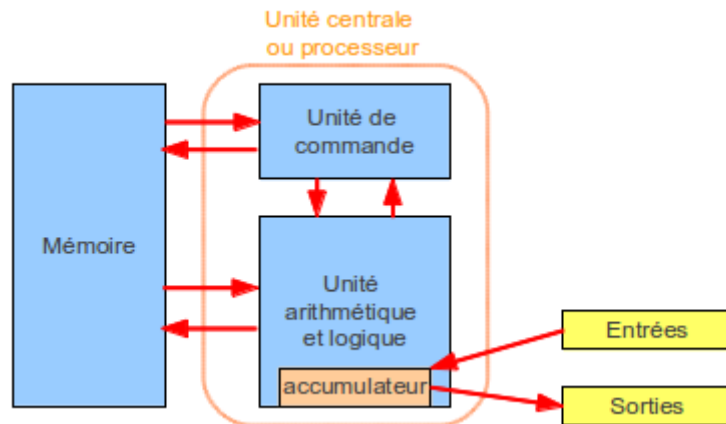 Unité centrale
ou processeur
Unité de
commande
Mémoire
Unité
arithmétique
et logique
accumulateur
Entrées
Sorties